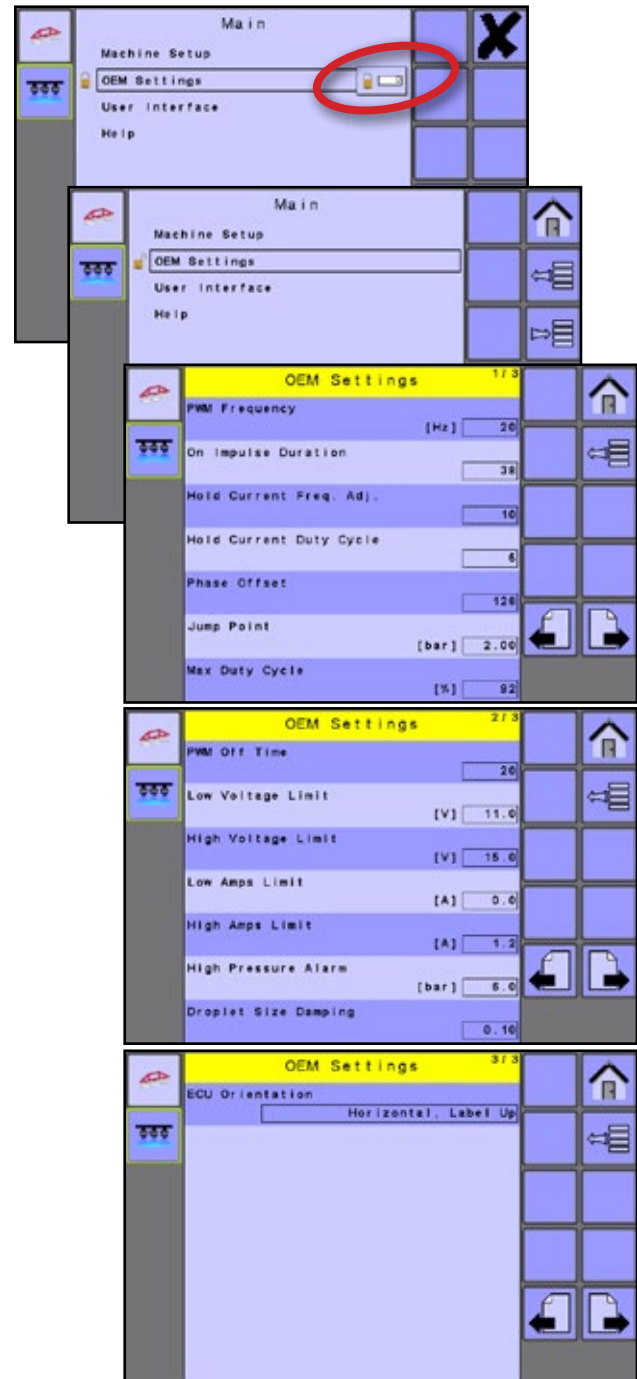 Main
Machine Setup
OEM Settings
User Interface
Help
Main
Machine Setup
OEM Settings
User Interface
Help
OEM Settings 1/3
PWM Frequency
[Hz] 20
On Impulse Duration
38
Hold Current Freq. Adj.
10
Hold Current Duty Cycle
5
Phase Offset
128
Jump Point
[bar] 2.00
Max Duty Cycle
[%] 92
OEM Settings 2/3
PWM Off Time
20
Low Voltage Limit
[V] 11.0
High Voltage Limit
[V] 15.0
Low Amps Limit
[A] 0.0
High Amps Limit
[A] 1.2
High Pressure Alarm
[bar] 6.0
Droplet Size Damping
0.10
OEM Settings 3/3
ECU Orientation
Horizontal, Label Up